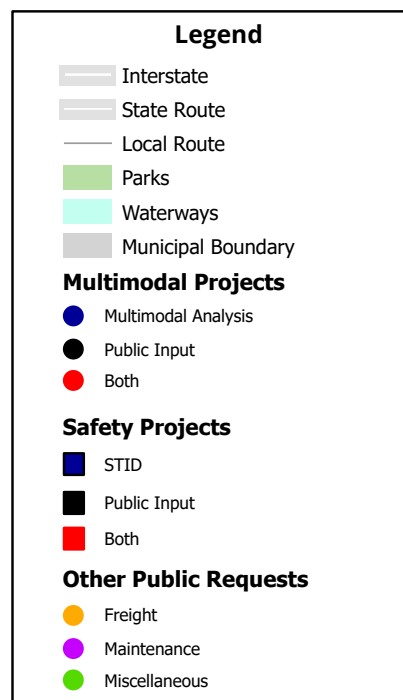 Legend
Interstate
State Route
Local Route
Parks
Waterways
Municipal Boundary
Multimodal Projects
Multimodal Analysis
Public Input
Both
Safety Projects
STID
Public Input
Both
Other Public Requests
Freight
Maintenance
Miscellaneous